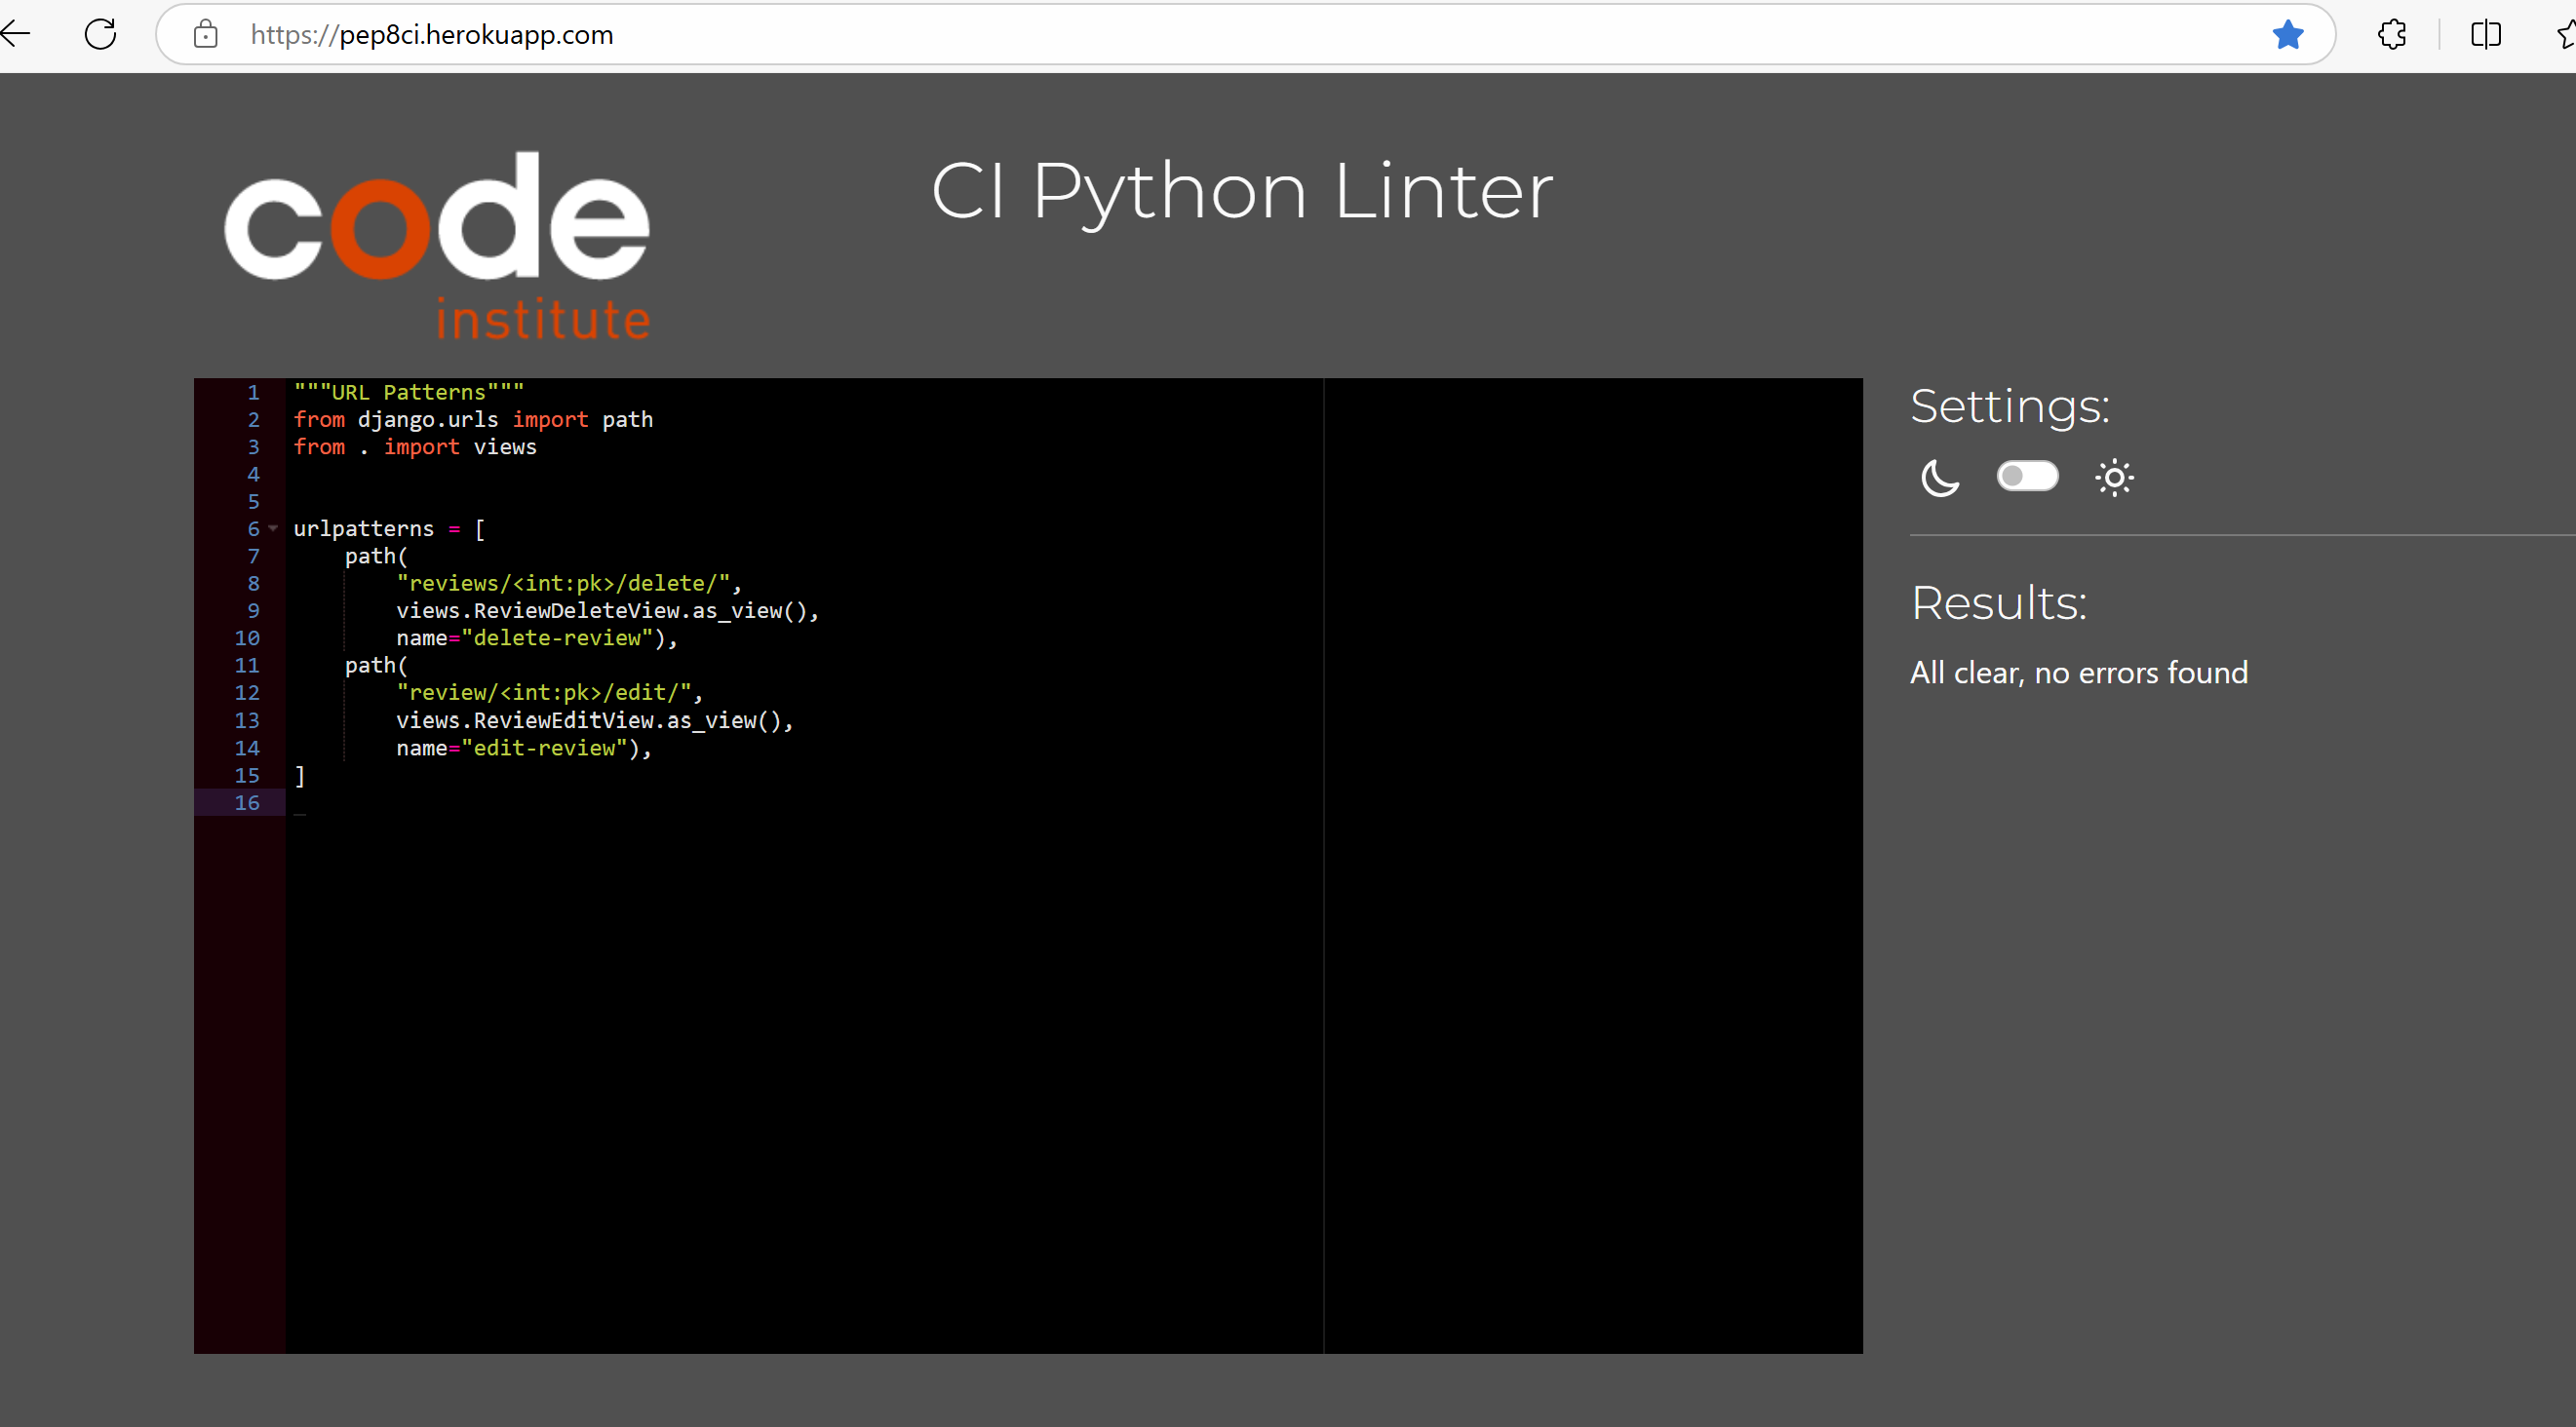 https://pep8ci.herokuapp.com
code
institute
CI Python Linter
1 """URL Patterns"""
2 from django.urls import path
3 from . import views
4
5
6 urlpatterns = [
7     path(
8         "reviews/<int:pk>/delete/",
9         views.ReviewDeleteView.as_view(),
10         name="delete-review"),
11     path(
12         "review/<int:pk>/edit/",
13         views.ReviewEditView.as_view(),
14         name="edit-review"),
15 ]
16
Settings:
Results:
All clear, no errors found